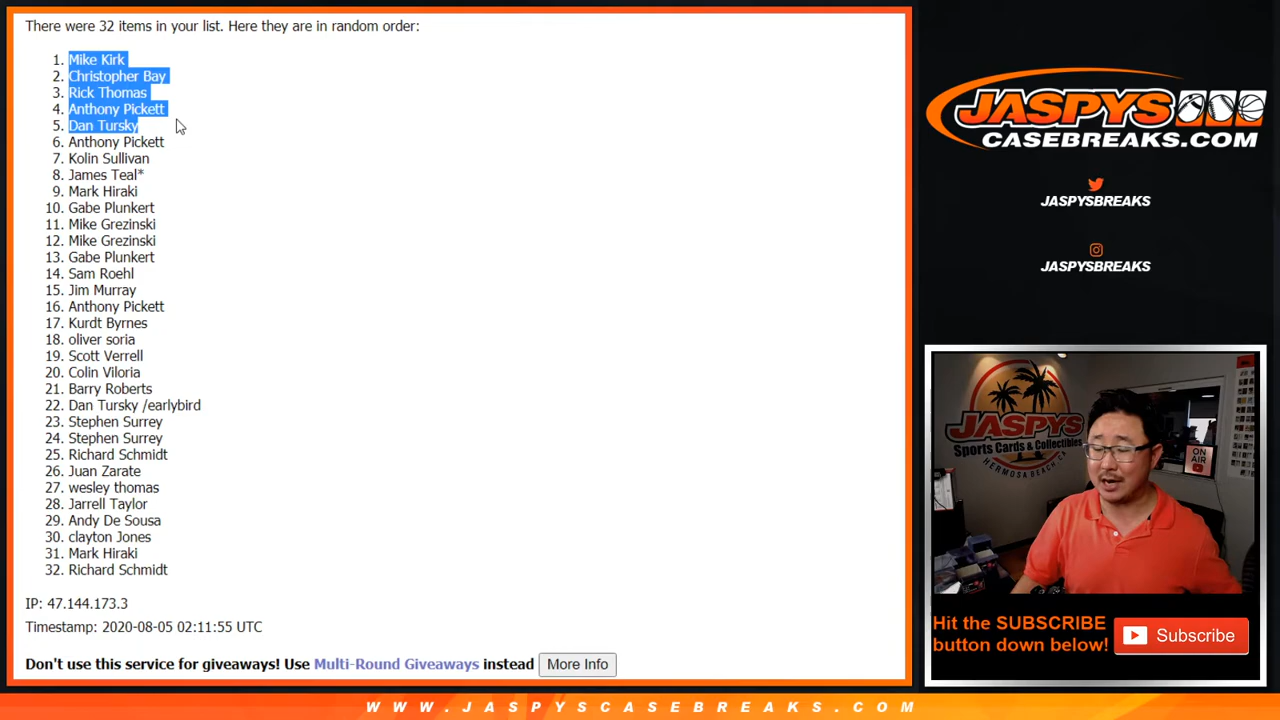 There were 32 items in your list. Here they are in random order:
1. Mike Kirk
2. Christopher Bay
3. Rick Thomas
4. Anthony Pickett
5. Dan Tursky
6. Anthony Pickett
7. Kolin Sullivan
8. James Teal*
9. Mark Hiraki
10. Gabe Plunkert
11. Mike Grezinski
12. Mike Grezinski
13. Gabe Plunkert
14. Sam Roehl
15. Jim Murray
16. Anthony Pickett
17. Kurdt Byrnes
18. oliver soria
19. Scott Verrell
20. Colin Viloria
21. Barry Roberts
22. Dan Tursky /earlybird
23. Stephen Surrey
24. Stephen Surrey
25. Richard Schmidt
26. Juan Zarate
27. wesley thomas
28. Jarrell Taylor
29. Andy De Sousa
30. clayton Jones
31. Mark Hiraki
32. Richard Schmidt
IP: 47.144.173.3
Timestamp: 2020-08-05 02:11:55 UTC
Don't use this service for giveaways! Use Multi-Round Giveaways instead More Info
JASPYS
CASEBREAKS.COM
JASPYSBREAKS
JASPYSBREAKS
JASPYS
Sports Cards & Collectibles
HERMOSA BEACH, CA
ON
AIR
Hit the SUBSCRIBE
button down below!
Subscribe
WWW.JASPYSCASEBREAKS.COM